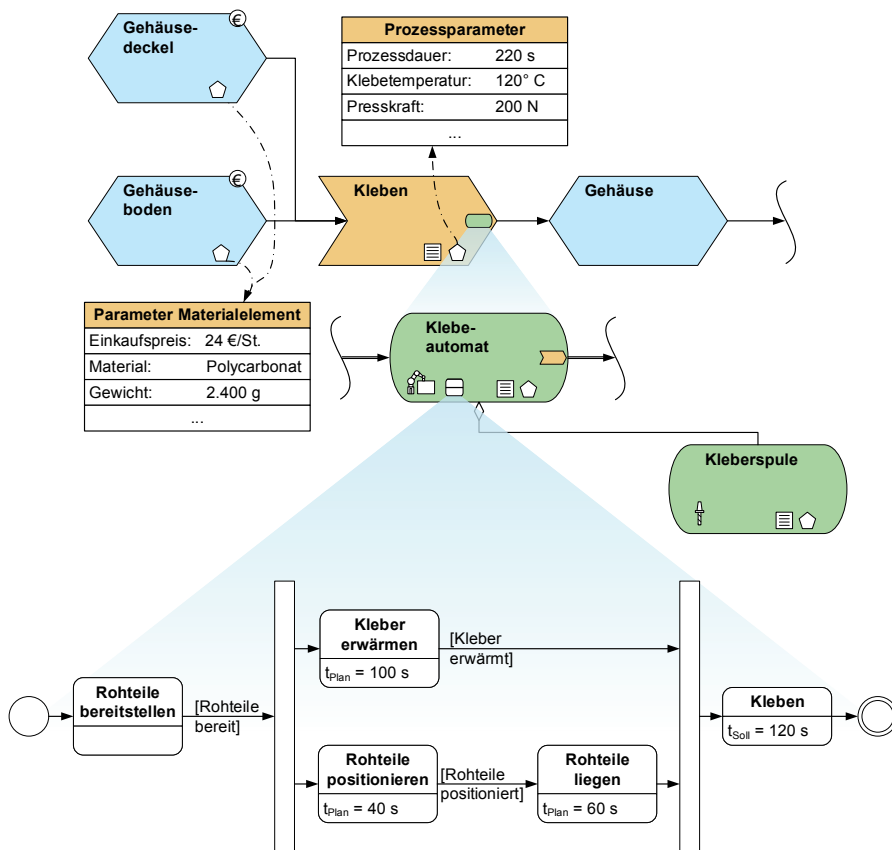 Gehäuse-
deckel
€
Prozessparameter
Prozessdauer: 220 s
Klebetemperatur: 120° C
Presskraft: 200 N
...
Gehäuse-
boden
€
Kleben
Gehäuse
Parameter Materialelement
Einkaufspreis: 24 €/St.
Material: Polycarbonat
Gewicht: 2.400 g
...
Klebe-
automat
Kleberspule
Kleber
erwärmen
tPlan = 100 s
[Kleber
erwärmt]
Rohteile
bereitstellen
[Rohteile
bereit]
Kleben
tSoll = 120 s
Rohteile
positionieren
tPlan = 40 s
[Rohteile
positioniert]
Rohteile
liegen
tPlan = 60 s